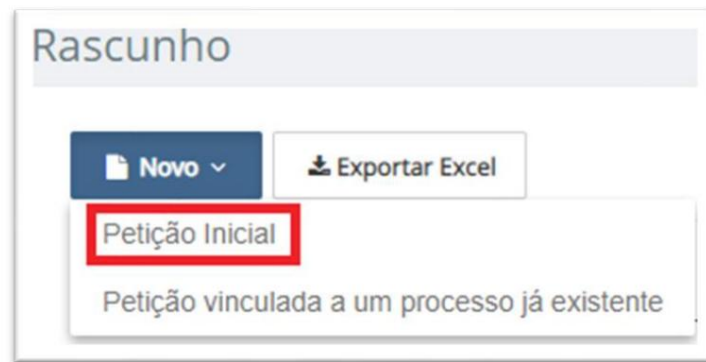 Rascunho
Novo
Exportar Excel
Petição Inicial
Petição vinculada a um processo já existente